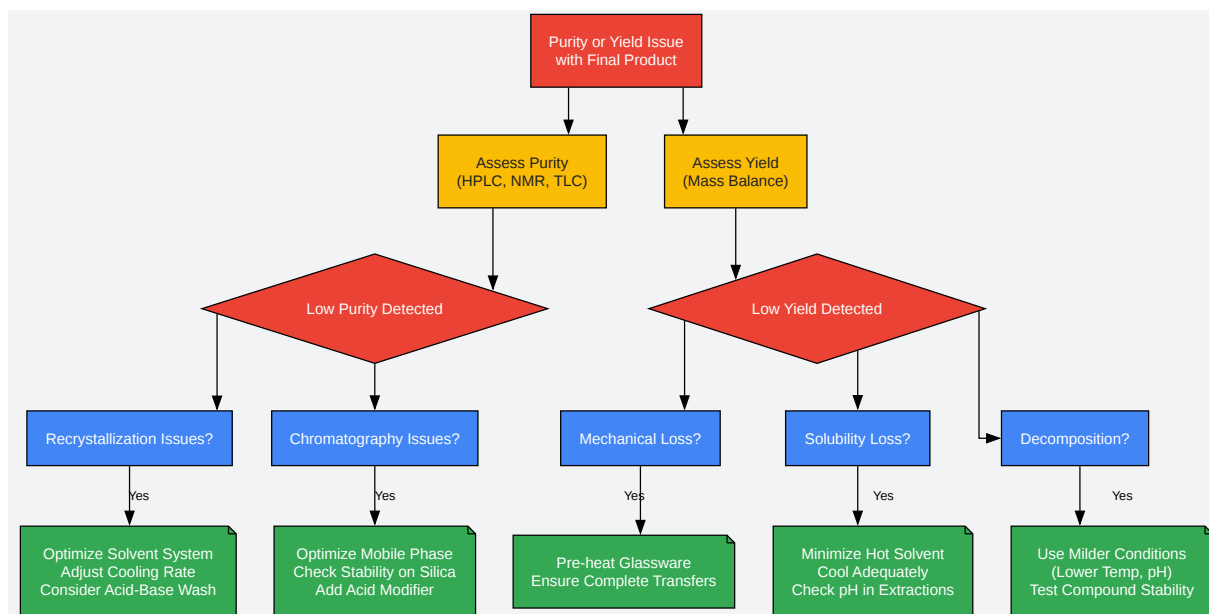 Purity or Yield Issue
with Final Product
Assess Purity
(HPLC, NMR, TLC)
Assess Yield
(Mass Balance)
Low Purity Detected
Low Yield Detected
Recrystallization Issues?
Chromatography Issues?
Mechanical Loss?
Solubility Loss?
Decomposition?
Yes
Yes
Yes
Yes
Yes
Optimize Solvent System
Adjust Cooling Rate
Consider Acid-Base Wash
Optimize Mobile Phase
Check Stability on Silica
Add Acid Modifier
Pre-heat Glassware
Ensure Complete Transfers
Minimize Hot Solvent
Cool Adequately
Check pH in Extractions
Use Milder Conditions
(Lower Temp, pH)
Test Compound Stability